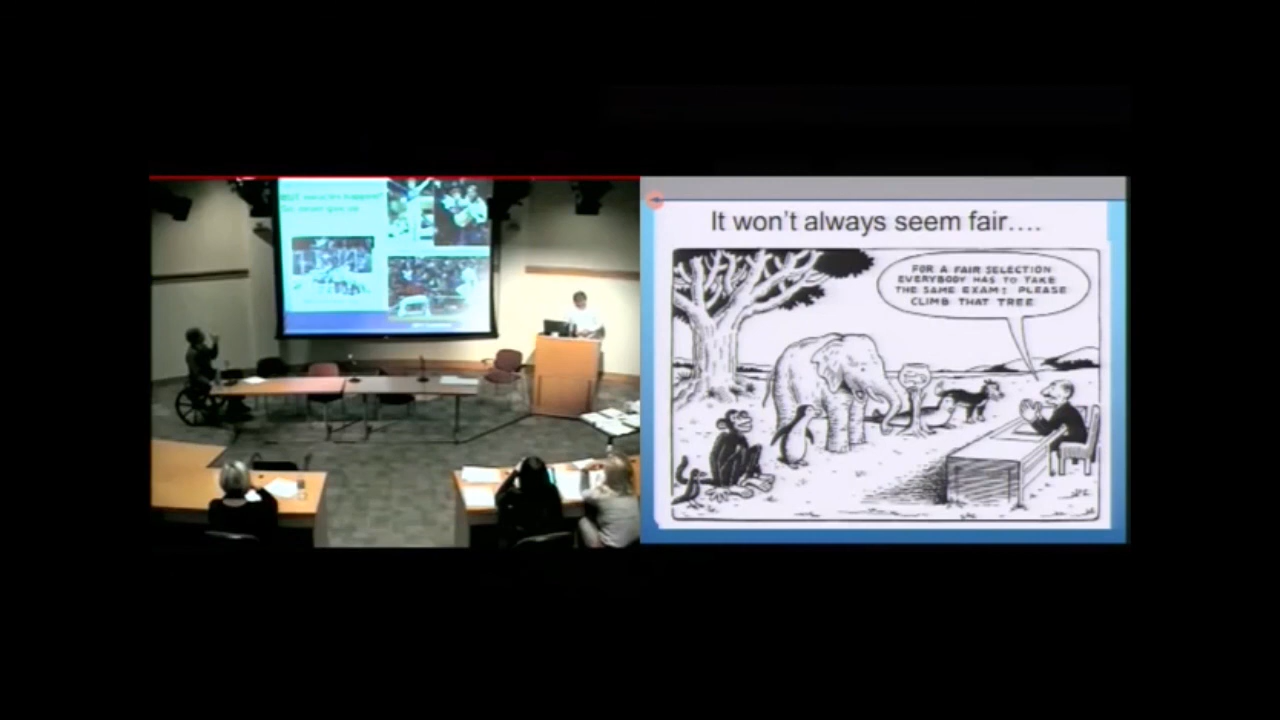 It won't always seem fair....
FOR A FAIR SELECTION
EVERYBODY HAS TO TAKE
THE SAME EXAM: PLEASE
CLIMB THAT TREE